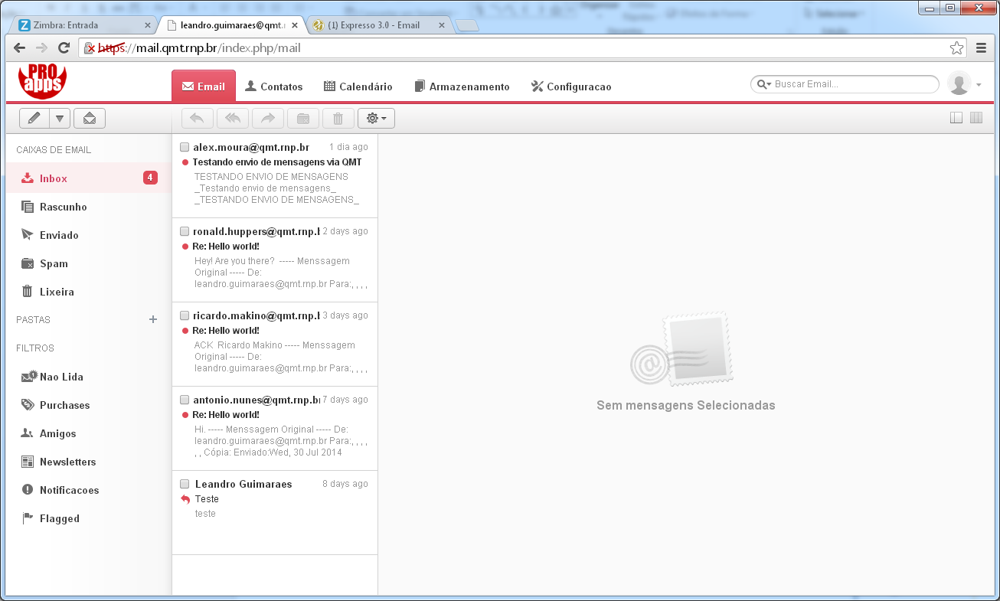 Zimbra: Entrada
leandro.guimaraes@qmt.r
(1) Expresso 3.0 - Email
https://mail.qmt.rnp.br/index.php/mail
PRO
apps
Email
Contatos
Calendário
Armazenamento
Configuracao
Buscar Email...
CAIXAS DE EMAIL
Inbox
4
Rascunho
Enviado
Spam
Lixeira
PASTAS
+
FILTROS
Nao Lida
Purchases
Amigos
Newsletters
Notificacoes
Flagged
alex.moura@qmt.rnp.br 1 dia ago
Testando envio de mensagens via QMT
TESTANDO ENVIO DE MENSAGENS
_Testando envio de mensagens_
_TESTANDO ENVIO DE MENSAGENS_
ronald.huppers@qmt.rnp.b 2 days ago
Re: Hello world!
Hey! Are you there? ----- Menssagem
Original ----- De:
leandro.guimaraes@qmt.rnp.br Para:, , , ,
ricardo.makino@qmt.rnp.b 3 days ago
Re: Hello world!
ACK Ricardo Makino ----- Menssagem
Original ----- De:
leandro.guimaraes@qmt.rnp.br Para:, , , ,
antonio.nunes@qmt.rnp.br 7 days ago
Re: Hello world!
Hi. ----- Menssagem Original ----- De:
leandro.guimaraes@qmt.rnp.br Para:, , , ,
, , Cópia: Enviado:Wed, 30 Jul 2014
Leandro Guimaraes 8 days ago
Teste
teste
@
Sem mensagens Selecionadas